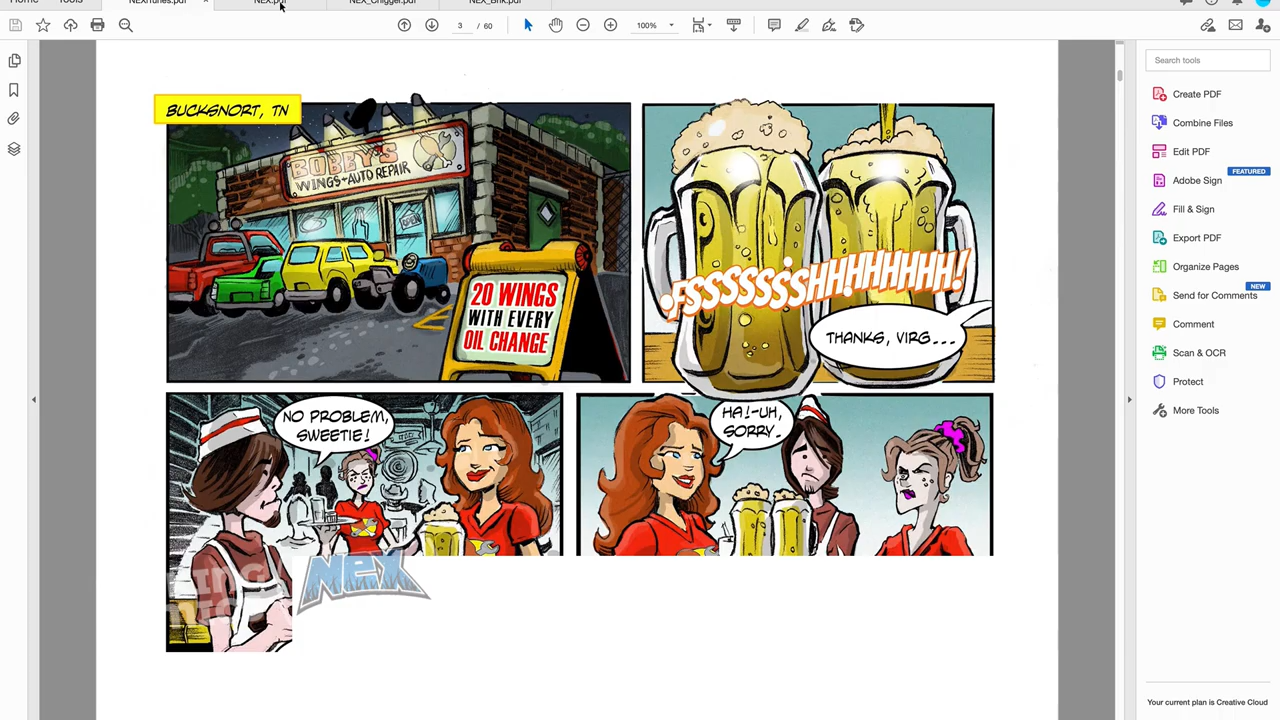 Home
Tools
NEXiTunes.pdf
NEX.pdf
NEX_Chigger.pdf
NEX_Brik.pdf
3 / 60
100%
Search tools
Create PDF
Combine Files
Edit PDF
Adobe Sign
FEATURED
Fill & Sign
Export PDF
Organize Pages
Send for Comments
NEW
Comment
Scan & OCR
Protect
More Tools
Your current plan is Creative Cloud
BUCKSNORT, TN
BOBBY'S
WINGS + AUTO REPAIR
OPEN
20 WINGS
WITH EVERY
OIL CHANGE
FSSSSSSSHHHHHHHH!
THANKS, VIRG...
NO PROBLEM,
SWEETIE!
HA!-UH,
SORRY.
NEX